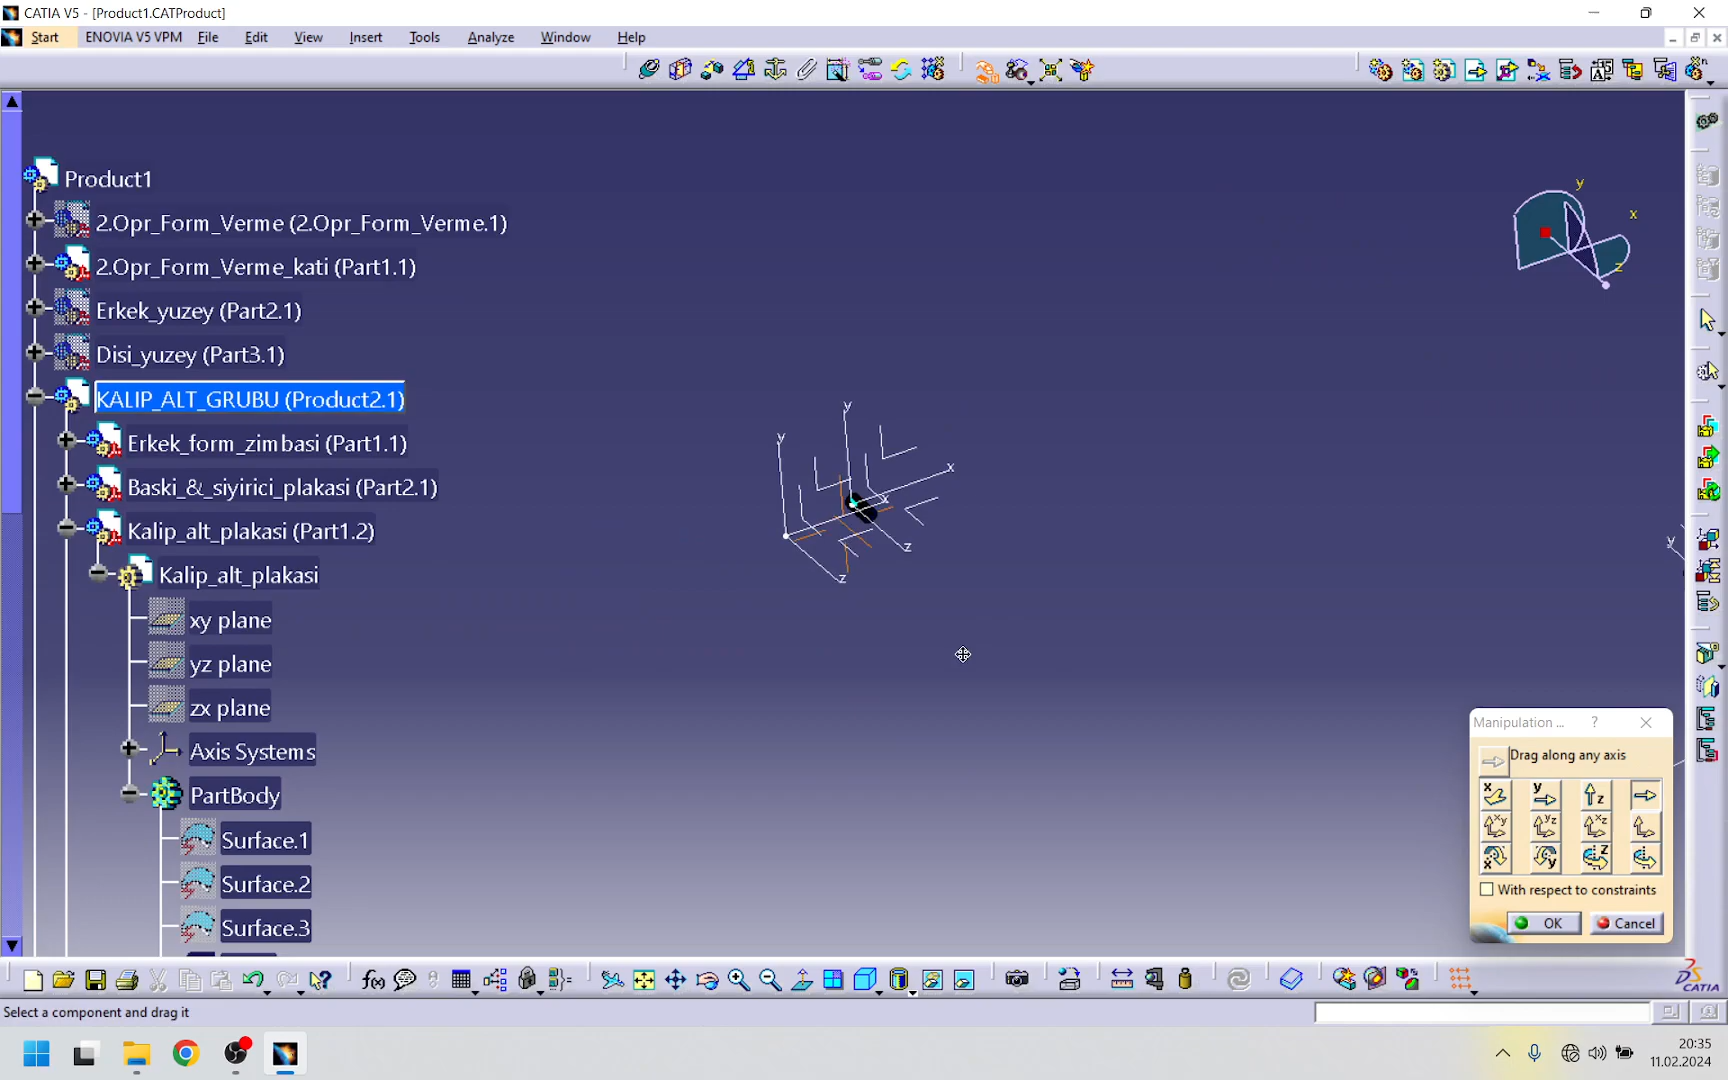 CATIA V5 - [Product1.CATProduct]
Start ENOVIA V5 VPM File Edit View Insert Tools Analyze Window Help
Product1
2.Opr_Form_Verme (2.Opr_Form_Verme.1)
2.Opr_Form_Verme_kati (Part1.1)
Erkek_yuzey (Part2.1)
Disi_yuzey (Part3.1)
KALIP_ALT_GRUBU (Product2.1)
Erkek_form_zimbasi (Part1.1)
Baski_&_siyirici_plakasi (Part2.1)
Kalip_alt_plakasi (Part1.2)
Kalip_alt_plakasi
xy plane
yz plane
zx plane
Axis Systems
PartBody
Surface.1
Surface.2
Surface.3
y
y
x
x
z
z
y
y
x
z
Manipulation ... ?
Drag along any axis
x y z
xy yz xz
x y z
With respect to constraints
OK Cancel
CATIA
Select a component and drag it
20:35
11.02.2024